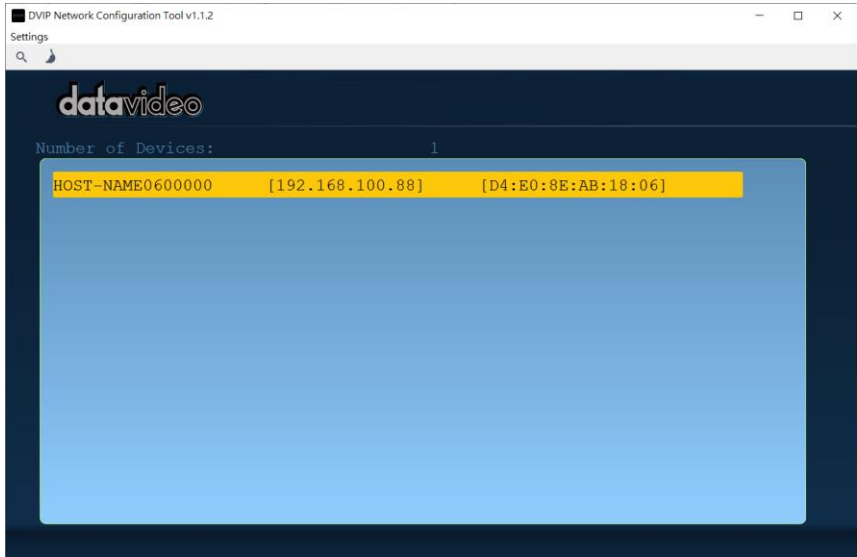 DVIP Network Configuration Tool v1.1.2
Settings
datavideo
Number of Devices: 1
HOST-NAME0600000 [192.168.100.88] [D4:E0:8E:AB:18:06]